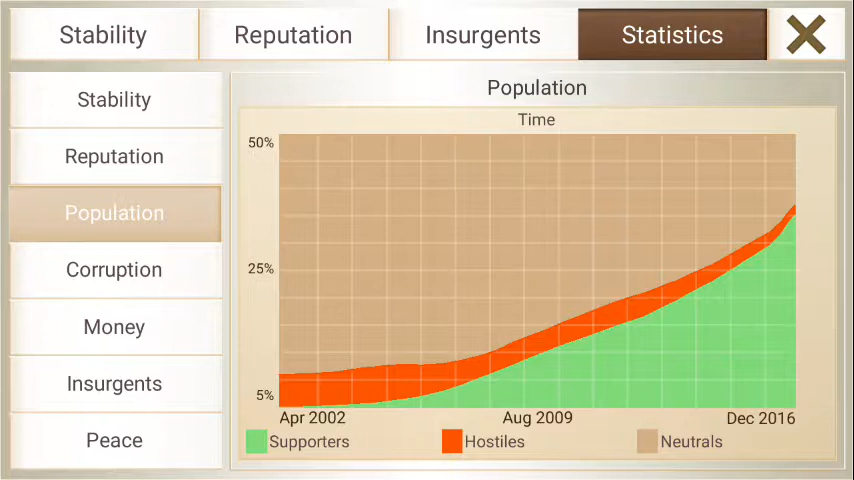 Stability Reputation Insurgents Statistics
Stability
Reputation
Population
Corruption
Money
Insurgents
Peace
Population
Time
50%
25%
5%
Apr 2002 Aug 2009 Dec 2016
Supporters Hostiles Neutrals